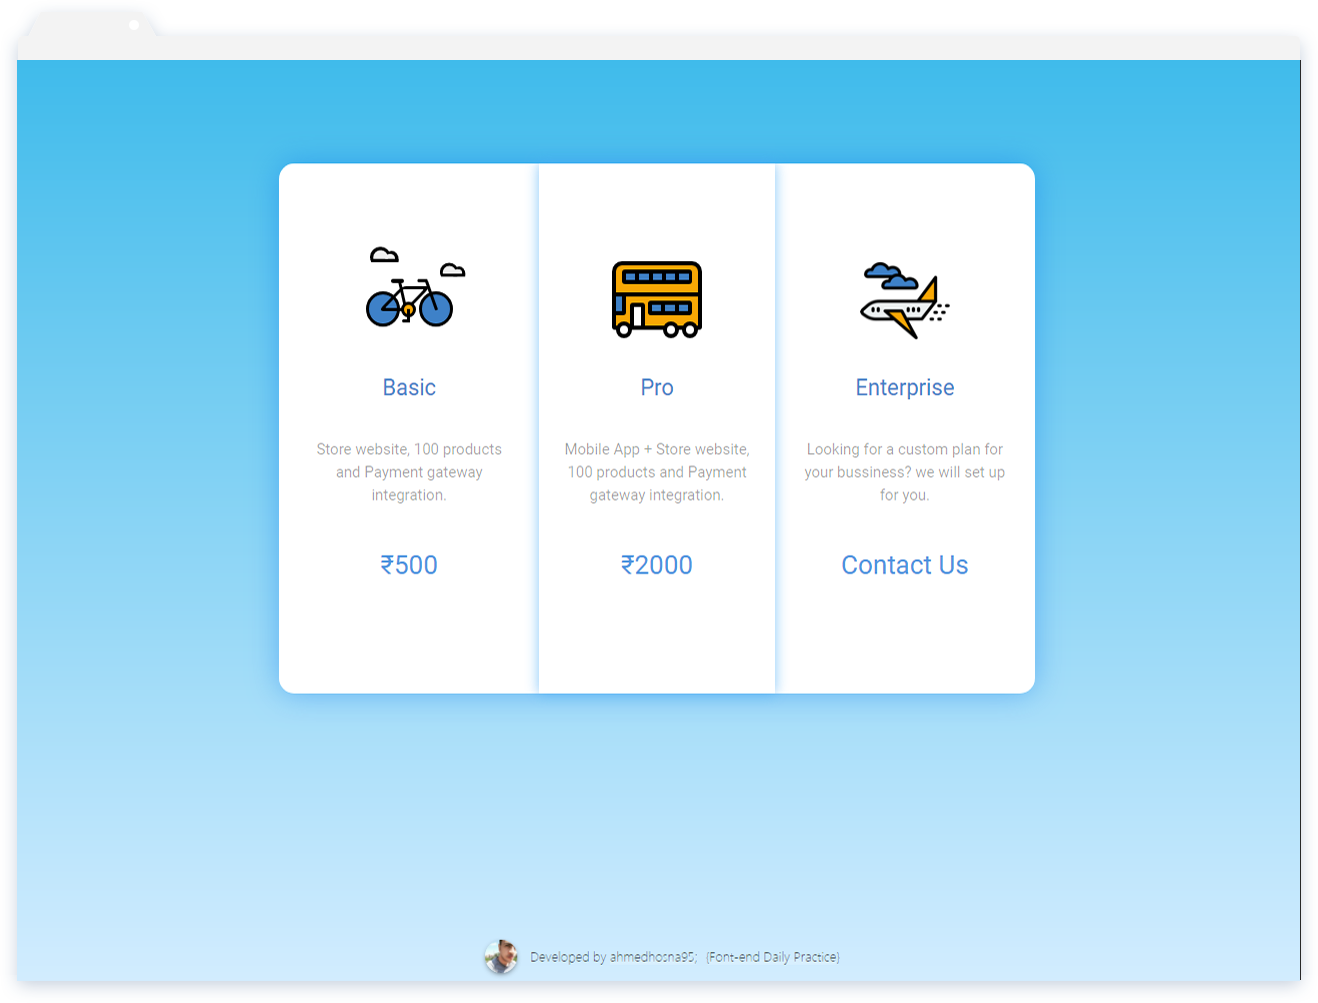 Basic
Store website, 100 products
and Payment gateway
integration.
₹500
Pro
Mobile App + Store website,
100 products and Payment
gateway integration.
₹2000
Enterprise
Looking for a custom plan for
your bussiness? we will set up
for you.
Contact Us
Developed by ahmedhosna95; (Font-end Daily Practice)